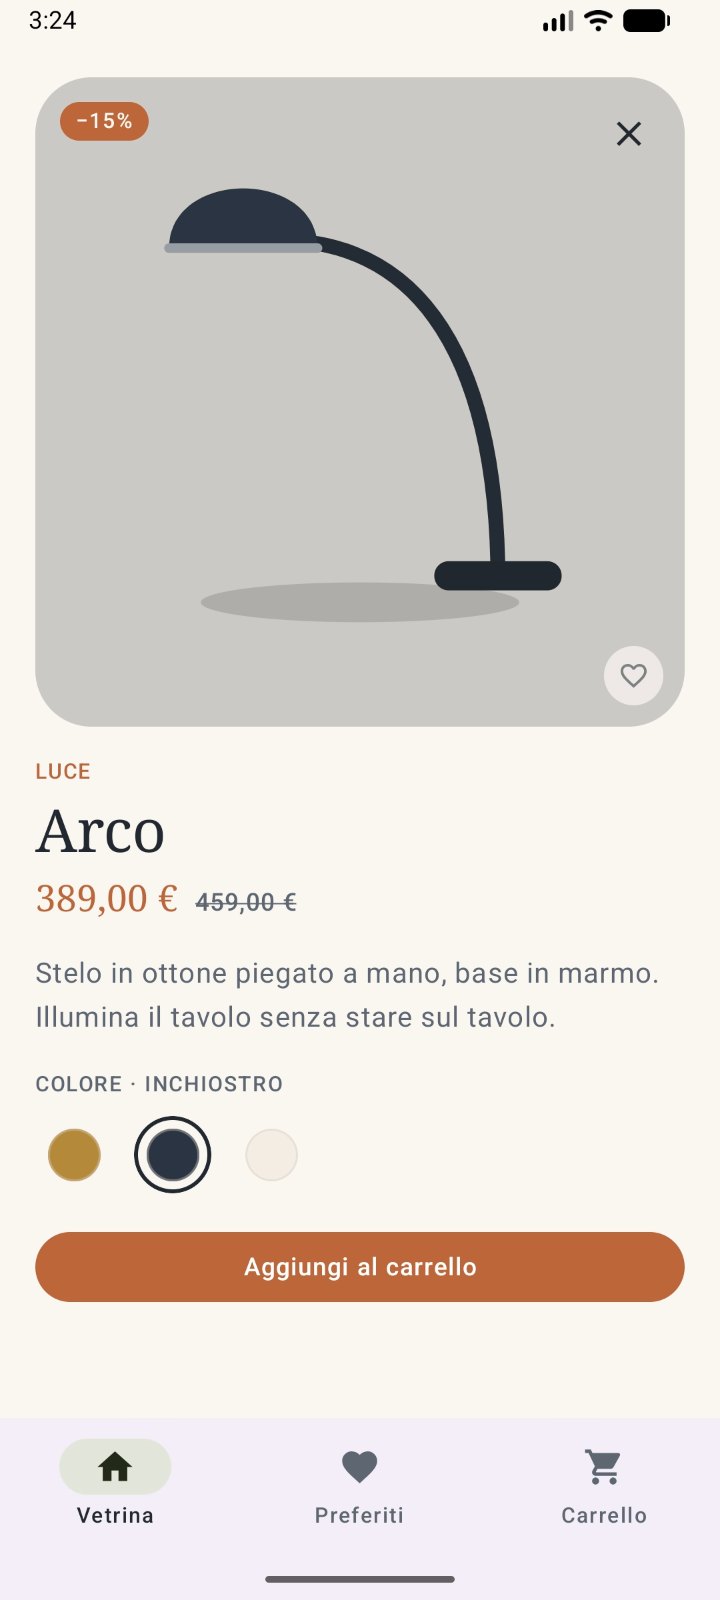 3:24
−15%
LUCE
Arco
389,00 € 459,00 €
Stelo in ottone piegato a mano, base in marmo.
Illumina il tavolo senza stare sul tavolo.
COLORE · INCHIOSTRO
Aggiungi al carrello
Vetrina Preferiti Carrello